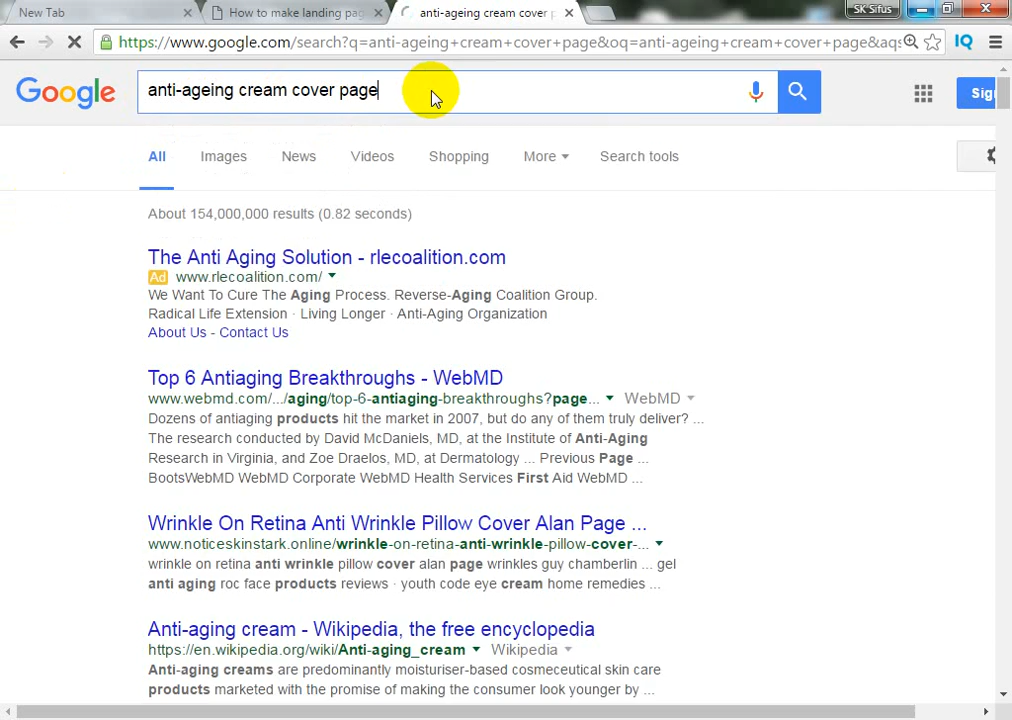 New Tab
How to make landing pag
anti-ageing cream cover p
SK Sifus
https://www.google.com/search?q=anti-ageing+cream+cover+page&oq=anti-ageing+cream+cover+page&aqs
IQ
Google
anti-ageing cream cover page
Sig
All
Images
News
Videos
Shopping
More
Search tools
About 154,000,000 results (0.82 seconds)
The Anti Aging Solution - rlecoalition.com
Ad www.rlecoalition.com/
We Want To Cure The Aging Process. Reverse-Aging Coalition Group.
Radical Life Extension · Living Longer · Anti-Aging Organization
About Us - Contact Us
Top 6 Antiaging Breakthroughs - WebMD
www.webmd.com/.../aging/top-6-antiaging-breakthroughs?page... WebMD
Dozens of antiaging products hit the market in 2007, but do any of them truly deliver? ...
The research conducted by David McDaniels, MD, at the Institute of Anti-Aging
Research in Virginia, and Zoe Draelos, MD, at Dermatology ... Previous Page ...
BootsWebMD WebMD Corporate WebMD Health Services First Aid WebMD ...
Wrinkle On Retina Anti Wrinkle Pillow Cover Alan Page ...
www.noticeskinstark.online/wrinkle-on-retina-anti-wrinkle-pillow-cover-...
wrinkle on retina anti wrinkle pillow cover alan page wrinkles guy chamberlin ... gel
anti aging roc face products reviews · youth code eye cream home remedies ...
Anti-aging cream - Wikipedia, the free encyclopedia
https://en.wikipedia.org/wiki/Anti-aging_cream Wikipedia
Anti-aging creams are predominantly moisturiser-based cosmeceutical skin care
products marketed with the promise of making the consumer look younger by ...